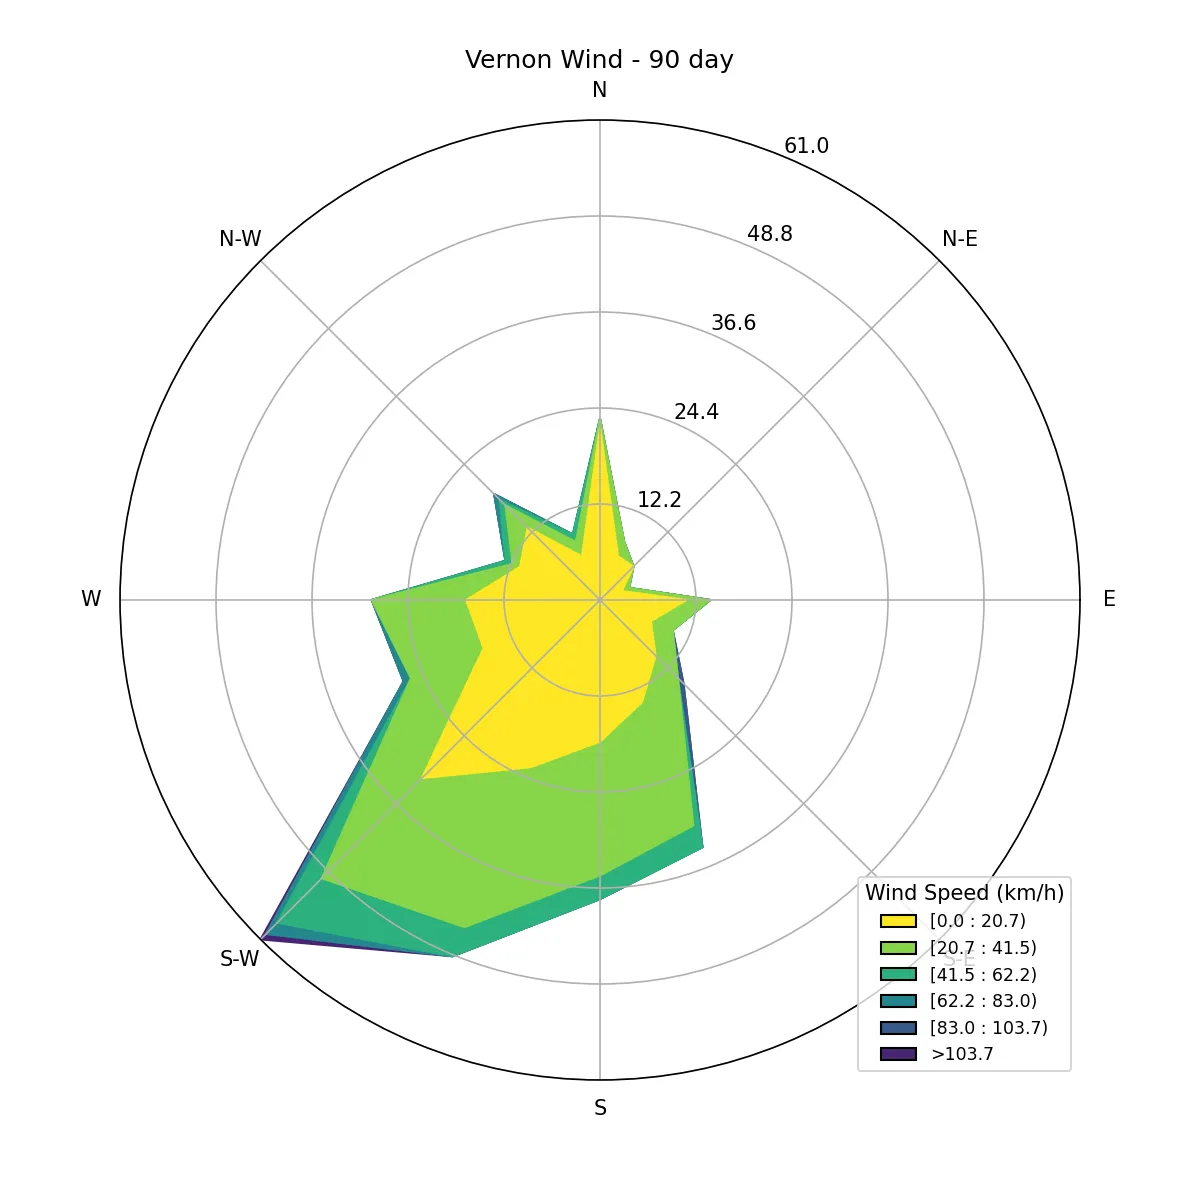 Vernon Wind - 90 day
N
61.0
N-W
N-E
48.8
36.6
24.4
12.2
W
E
S-W
S-E
S
Wind Speed (km/h)
[0.0 : 20.7)
[20.7 : 41.5)
[41.5 : 62.2)
[62.2 : 83.0)
[83.0 : 103.7)
>103.7